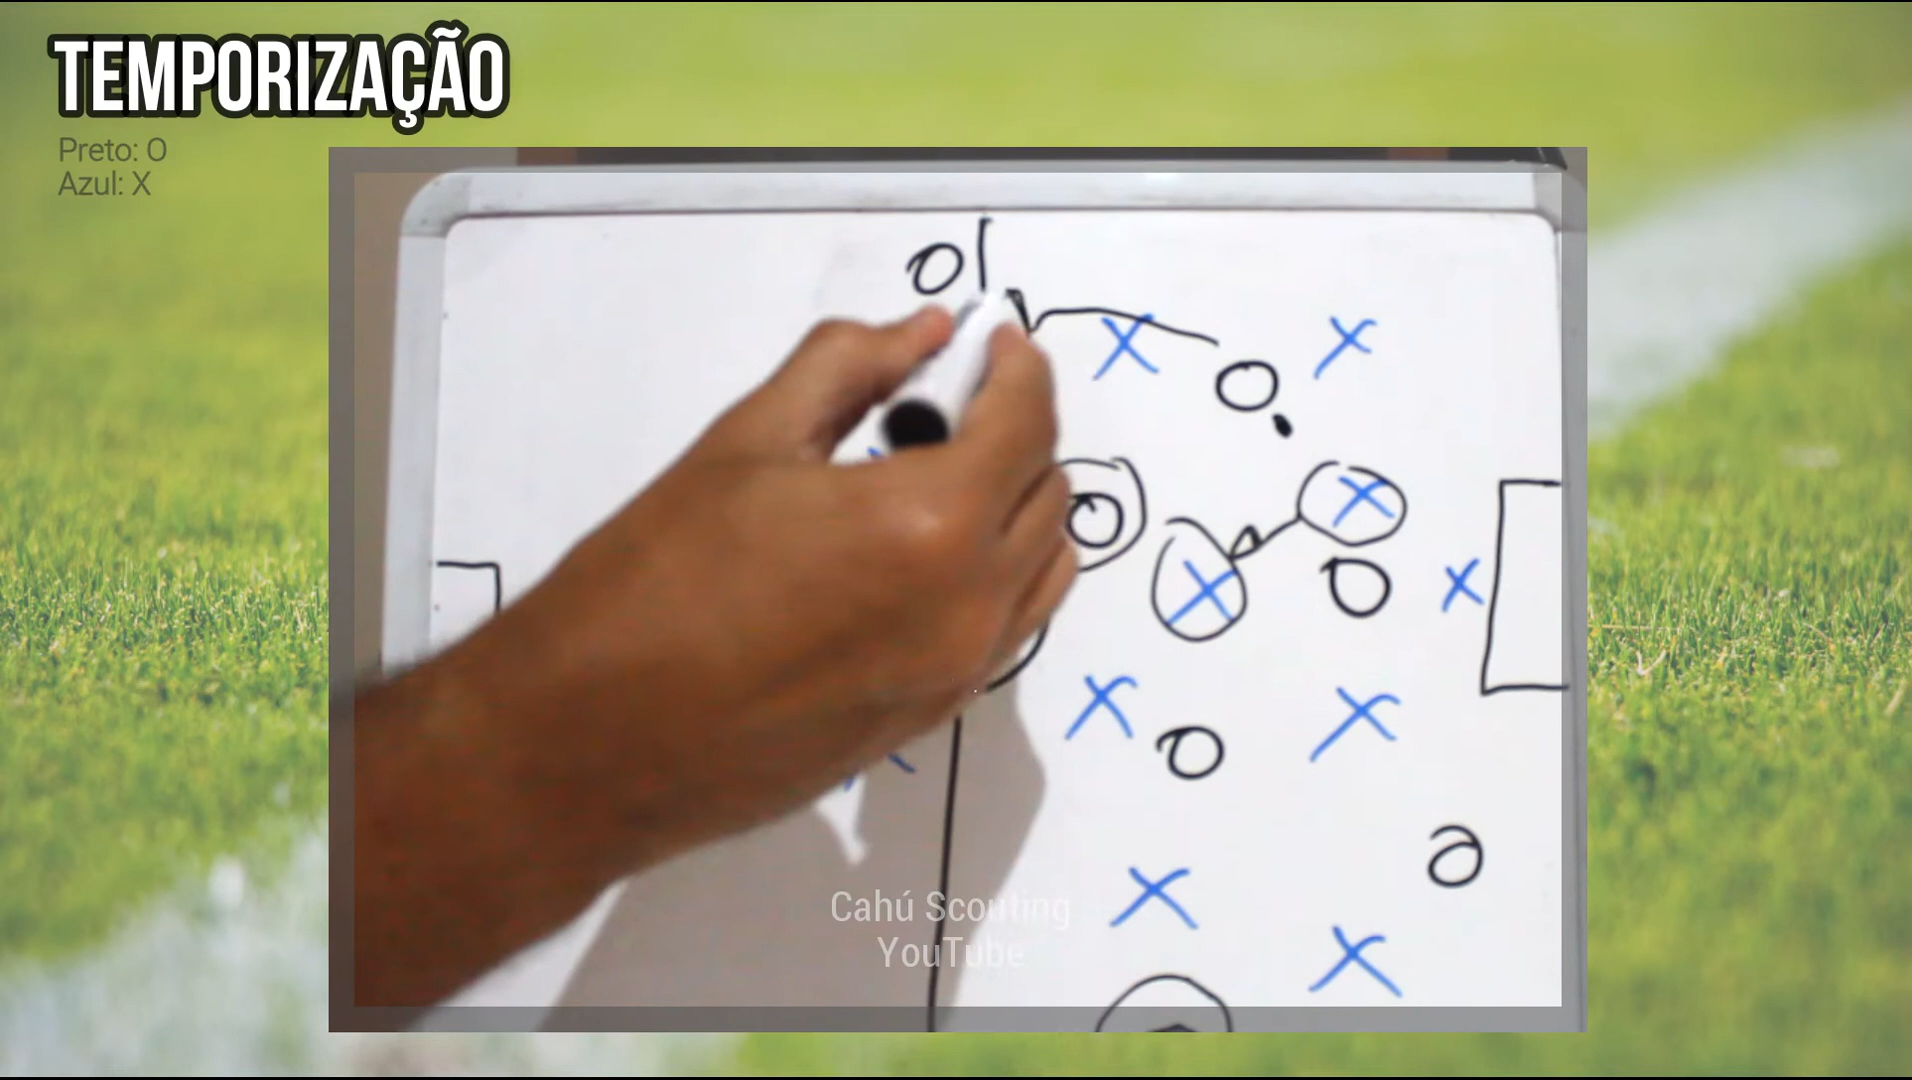 TEMPORIZAÇÃO
Preto: O
Azul: X
O
X
X
O
X
O
X
O
X
X
X
O
O
X
X
Cahú Scouting
YouTube